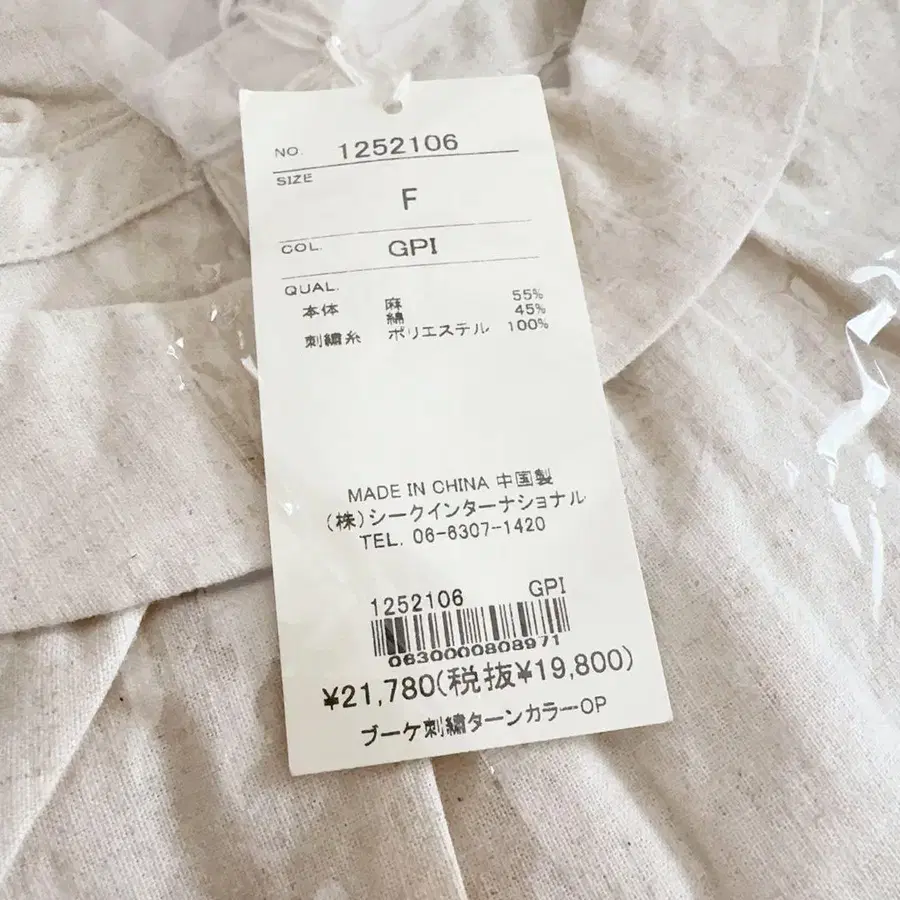 NO. 1252106
SIZE
F
COL. GPI
QUAL.
本体 麻 55%
綿 45%
刺繍糸 ポリエステル 100%
MADE IN CHINA 中国製
(株)シークインターナショナル
TEL. 06-6307-1420
1252106 GPI
0630000808971
¥21,780(税抜¥19,800)
ブーケ刺繍ターンカラーOP